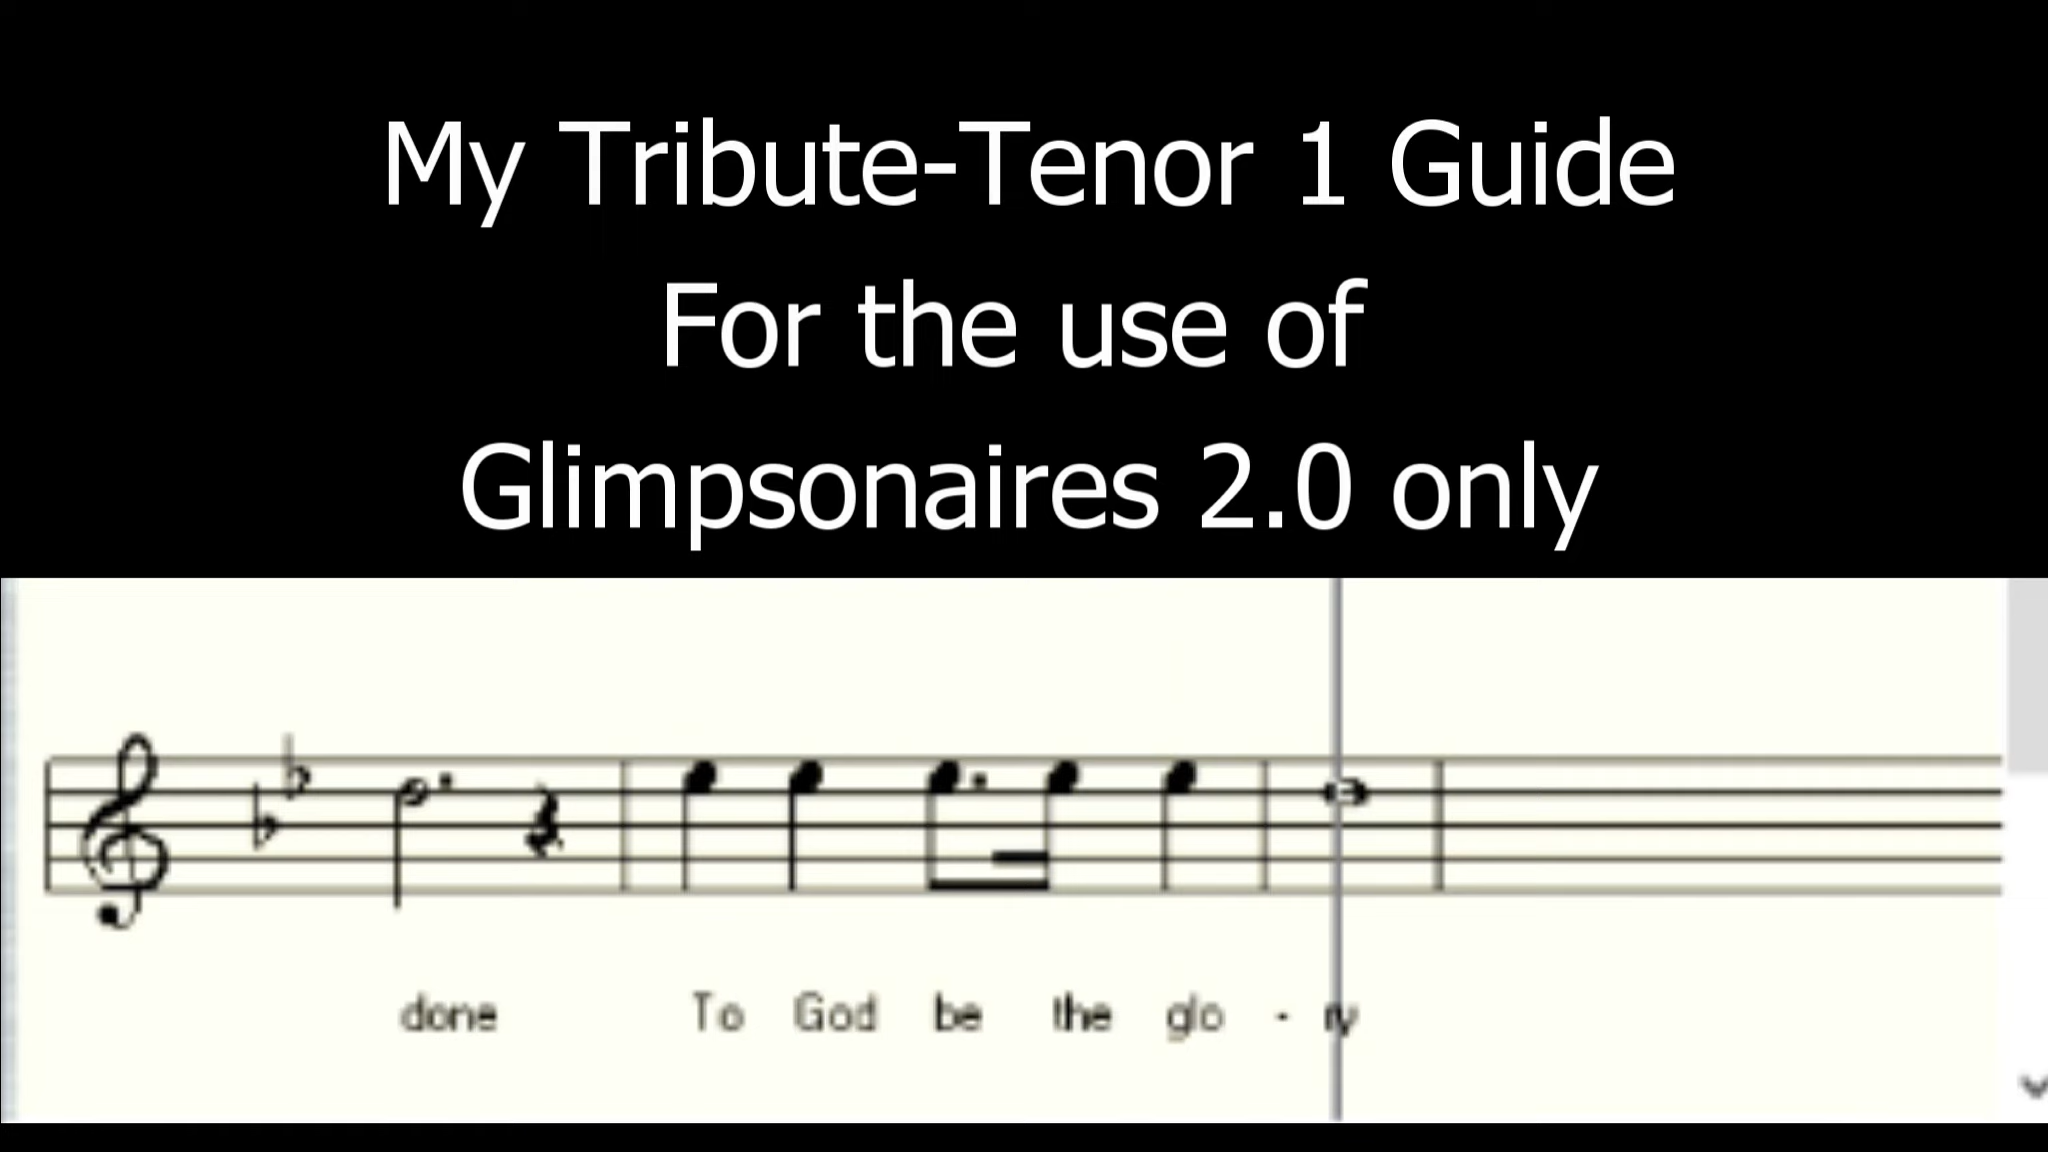 My Tribute-Tenor 1 Guide
For the use of
Glimpsonaires 2.0 only
done To God be the glo - ry